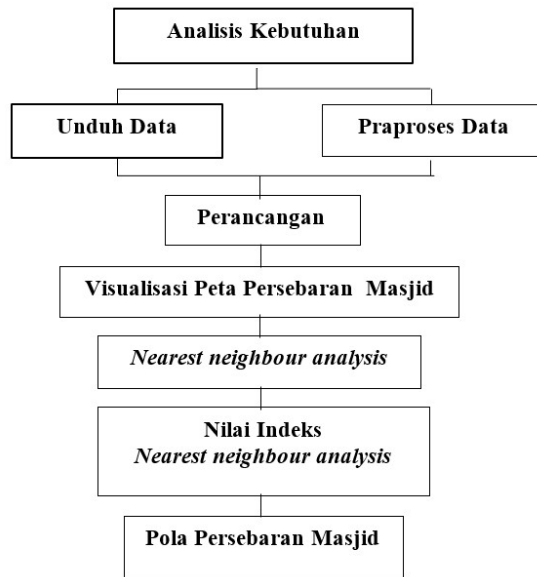 Analisis Kebutuhan
Unduh Data
Praproses Data
Perancangan
Visualisasi Peta Persebaran Masjid
Nearest neighbour analysis
Nilai Indeks
Nearest neighbour analysis
Pola Persebaran Masjid